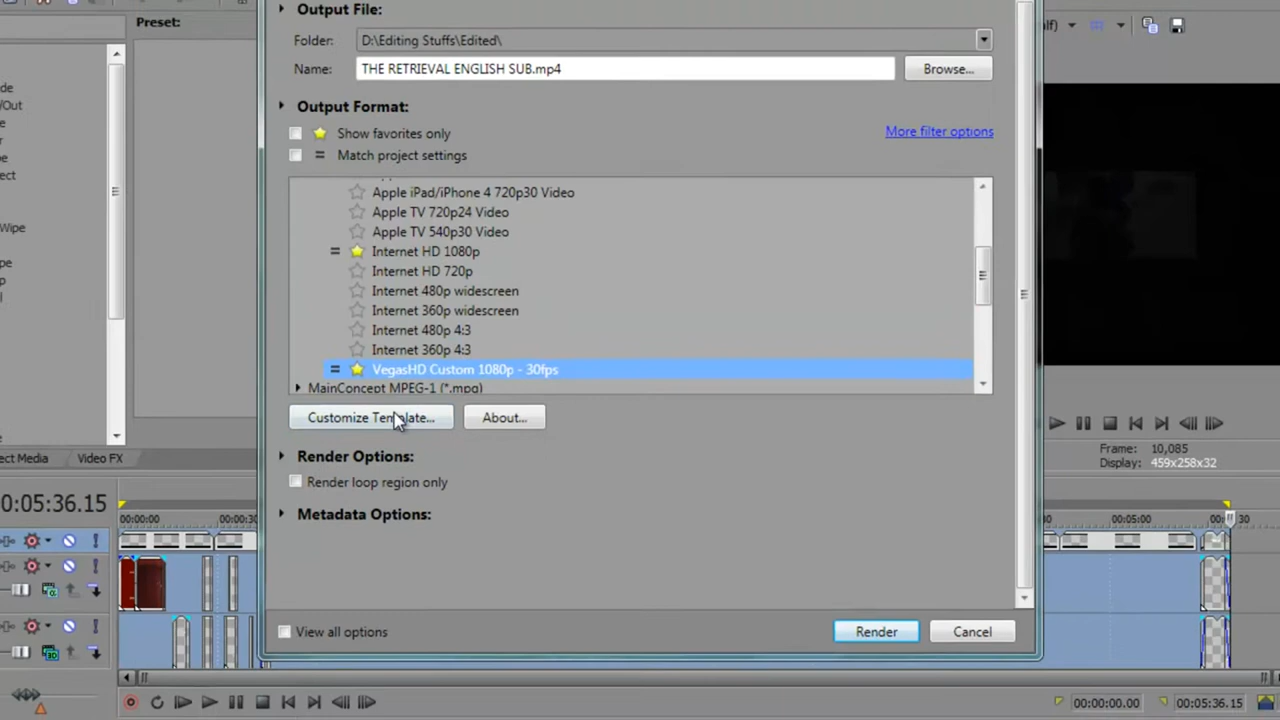 Output File:
Preset:
Folder: D:\Editing Stuffs\Edited\
Name: THE RETRIEVAL ENGLISH SUB.mp4 Browse...
Output Format:
Show favorites only More filter options
Match project settings
Apple iPad/iPhone 4 720p30 Video
Apple TV 720p24 Video
Apple TV 540p30 Video
= Internet HD 1080p
Internet HD 720p
Internet 480p widescreen
Internet 360p widescreen
Internet 480p 4:3
Internet 360p 4:3
= VegasHD Custom 1080p - 30fps
MainConcept MPEG-1 (*.mpg)
Customize Template... About...
Frame: 10,085
Display: 459x258x32
ect Media Video FX
Render Options:
Render loop region only
Metadata Options:
0:05:36.15
00:00:00 00:00:30 00:05:00
View all options Render Cancel
00:00:00.00 00:05:36.15